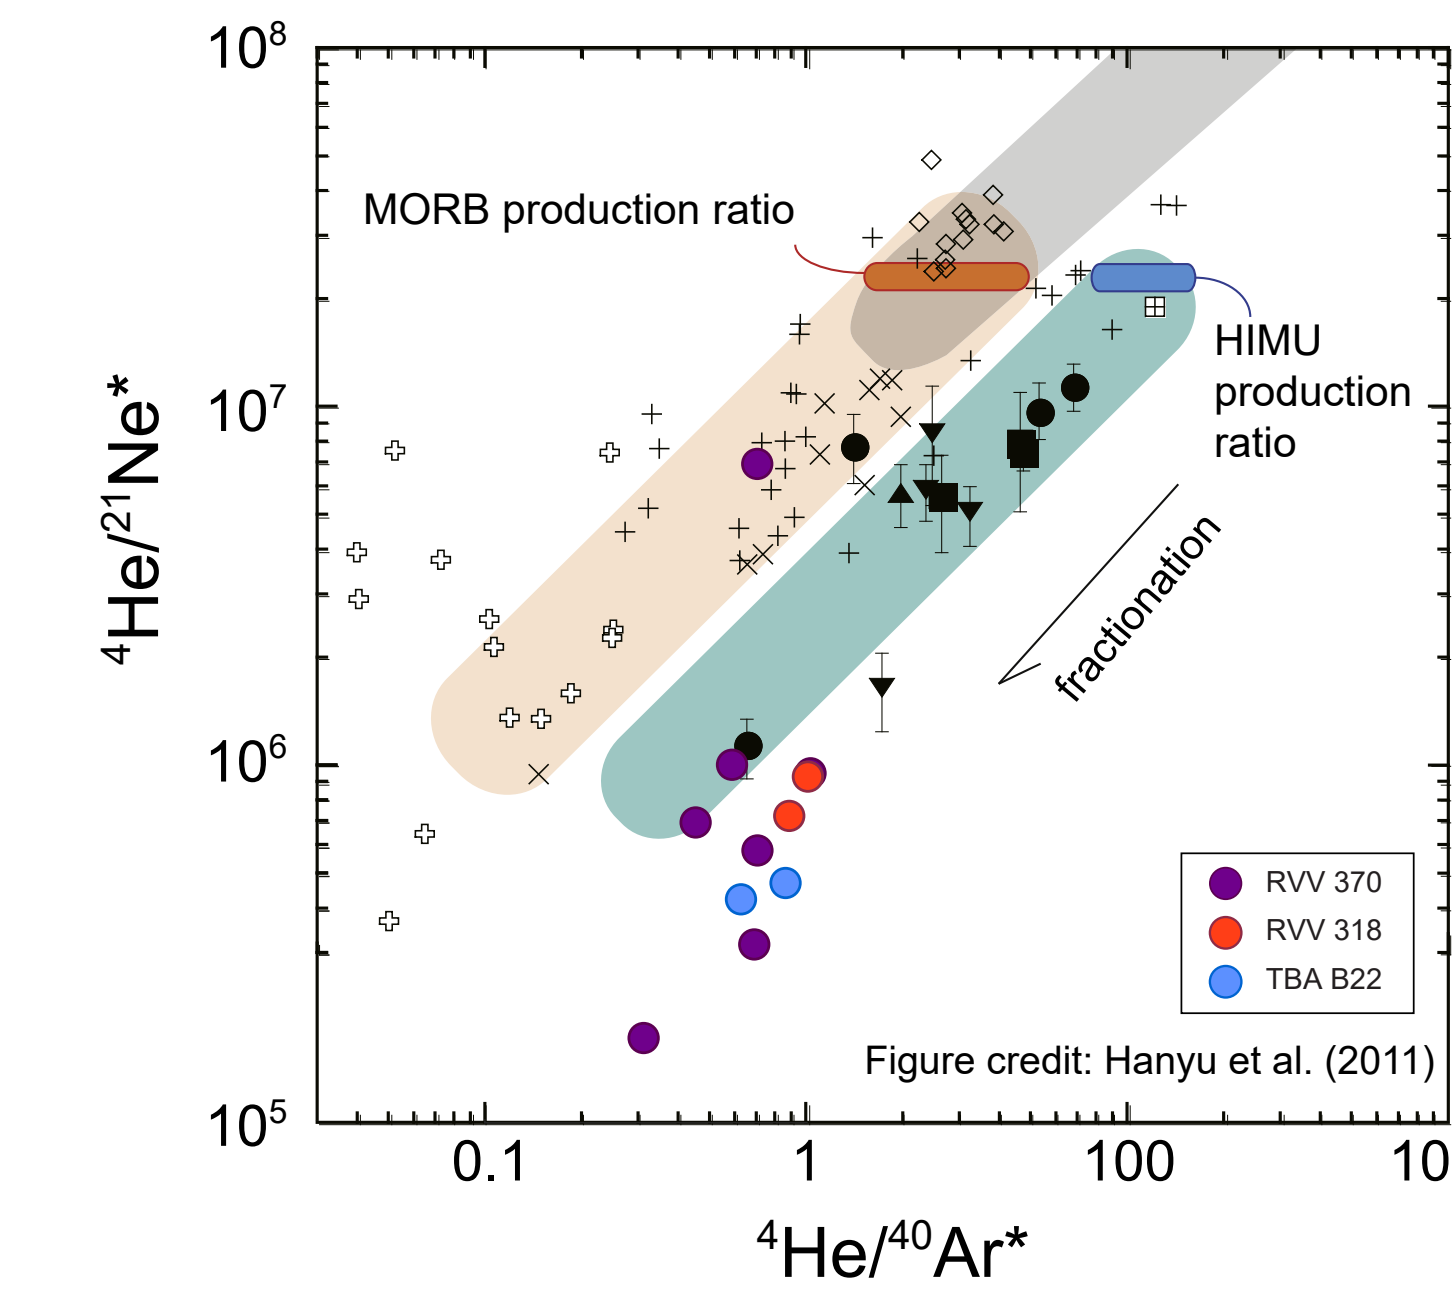 10⁸
MORB production ratio
HIMU
production
ratio
10⁷
⁴He/²¹Ne*
fractionation
10⁶
RVV 370
RVV 318
TBA B22
Figure credit: Hanyu et al. (2011)
10⁵
0.1 1 100 10
⁴He/⁴⁰Ar*